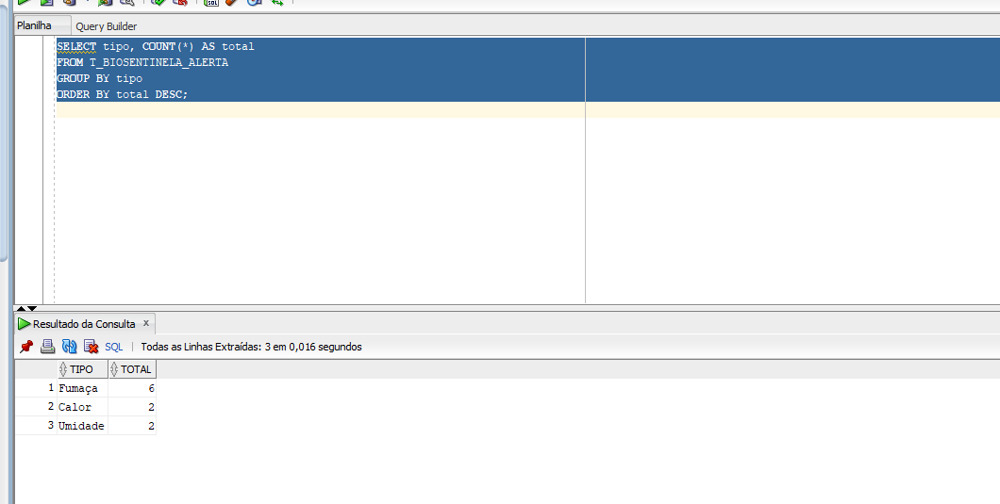 Planilha Query Builder
SELECT tipo, COUNT(*) AS total
FROM T_BIOSENTINELA_ALERTA
GROUP BY tipo
ORDER BY total DESC;
Resultado da Consulta x
SQL | Todas as Linhas Extraídas: 3 em 0,016 segundos
TIPO TOTAL
1 Fumaça 6
2 Calor 2
3 Umidade 2